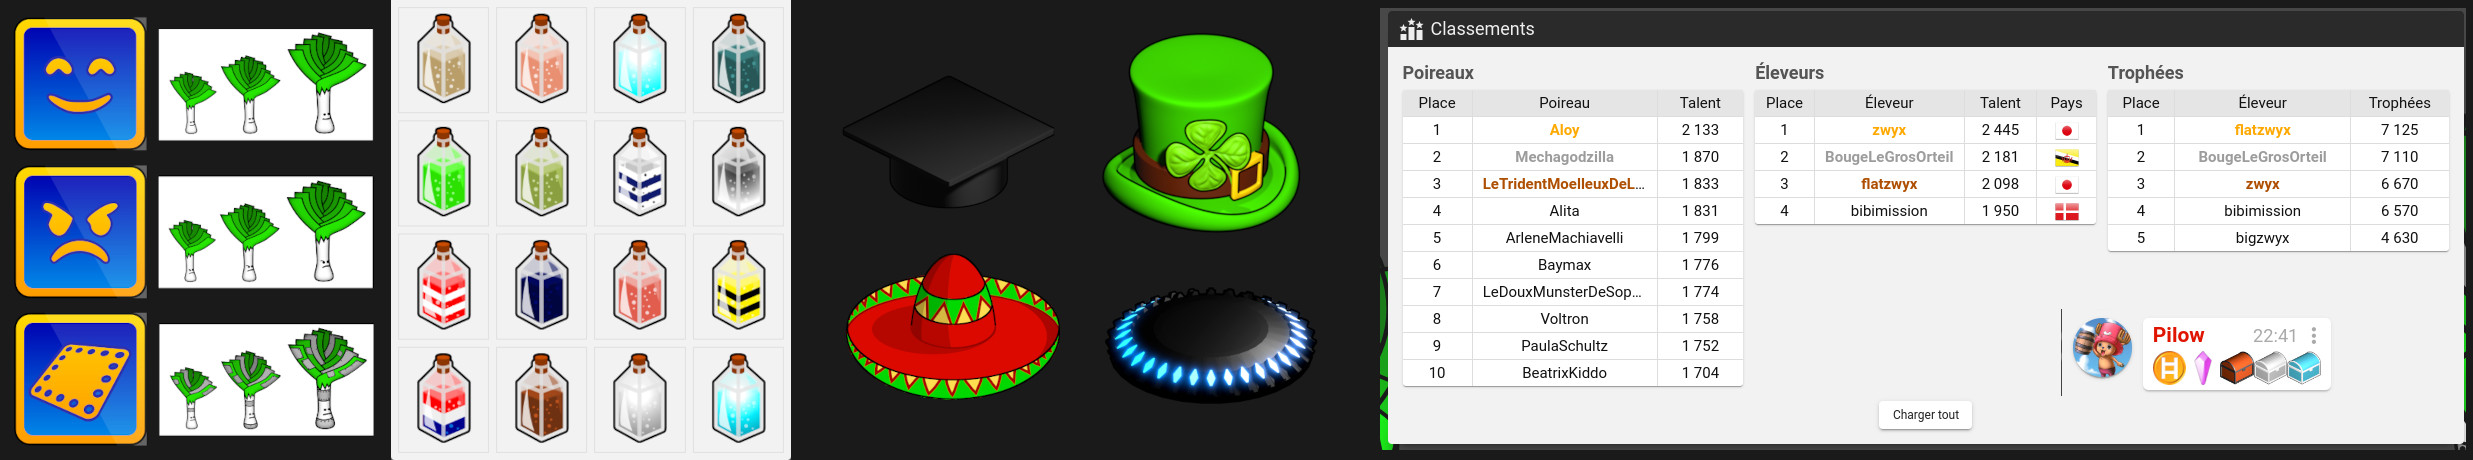 Classements
Poireaux
Place Poireau Talent
1 Aloy 2 133
2 Mechagodzilla 1 870
3 LeTridentMoelleuxDeL... 1 833
4 Alita 1 831
5 ArleneMachiavelli 1 799
6 Baymax 1 776
7 LeDouxMunsterDeSop... 1 774
8 Voltron 1 758
9 PaulaSchultz 1 752
10 BeatrixKiddo 1 704
Éleveurs
Place Éleveur Talent Pays
1 zwyx 2 445
2 BougeLeGrosOrteil 2 181
3 flatzwyx 2 098
4 bibimission 1 950
Trophées
Place Éleveur Trophées
1 flatzwyx 7 125
2 BougeLeGrosOrteil 7 110
3 zwyx 6 670
4 bibimission 6 570
5 bigzwyx 4 630
Pilow 22:41
H
Charger tout